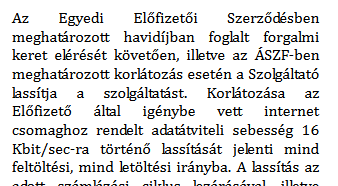 Az Egyedi Előfizetői Szerződésben
meghatározott havidíjban foglalt forgalmi
keret elérését követően, illetve az ÁSZF-ben
meghatározott korlátozás esetén a Szolgáltató
lassítja a szolgáltatást. Korlátozása az
Előfizető által igénybe vett internet
csomaghoz rendelt adatátviteli sebesség 16
Kbit/sec-ra történő lassítását jelenti mind
feltöltési, mind letöltési irányba. A lassítás az
adott számlázási ciklus lezárásával, illetve